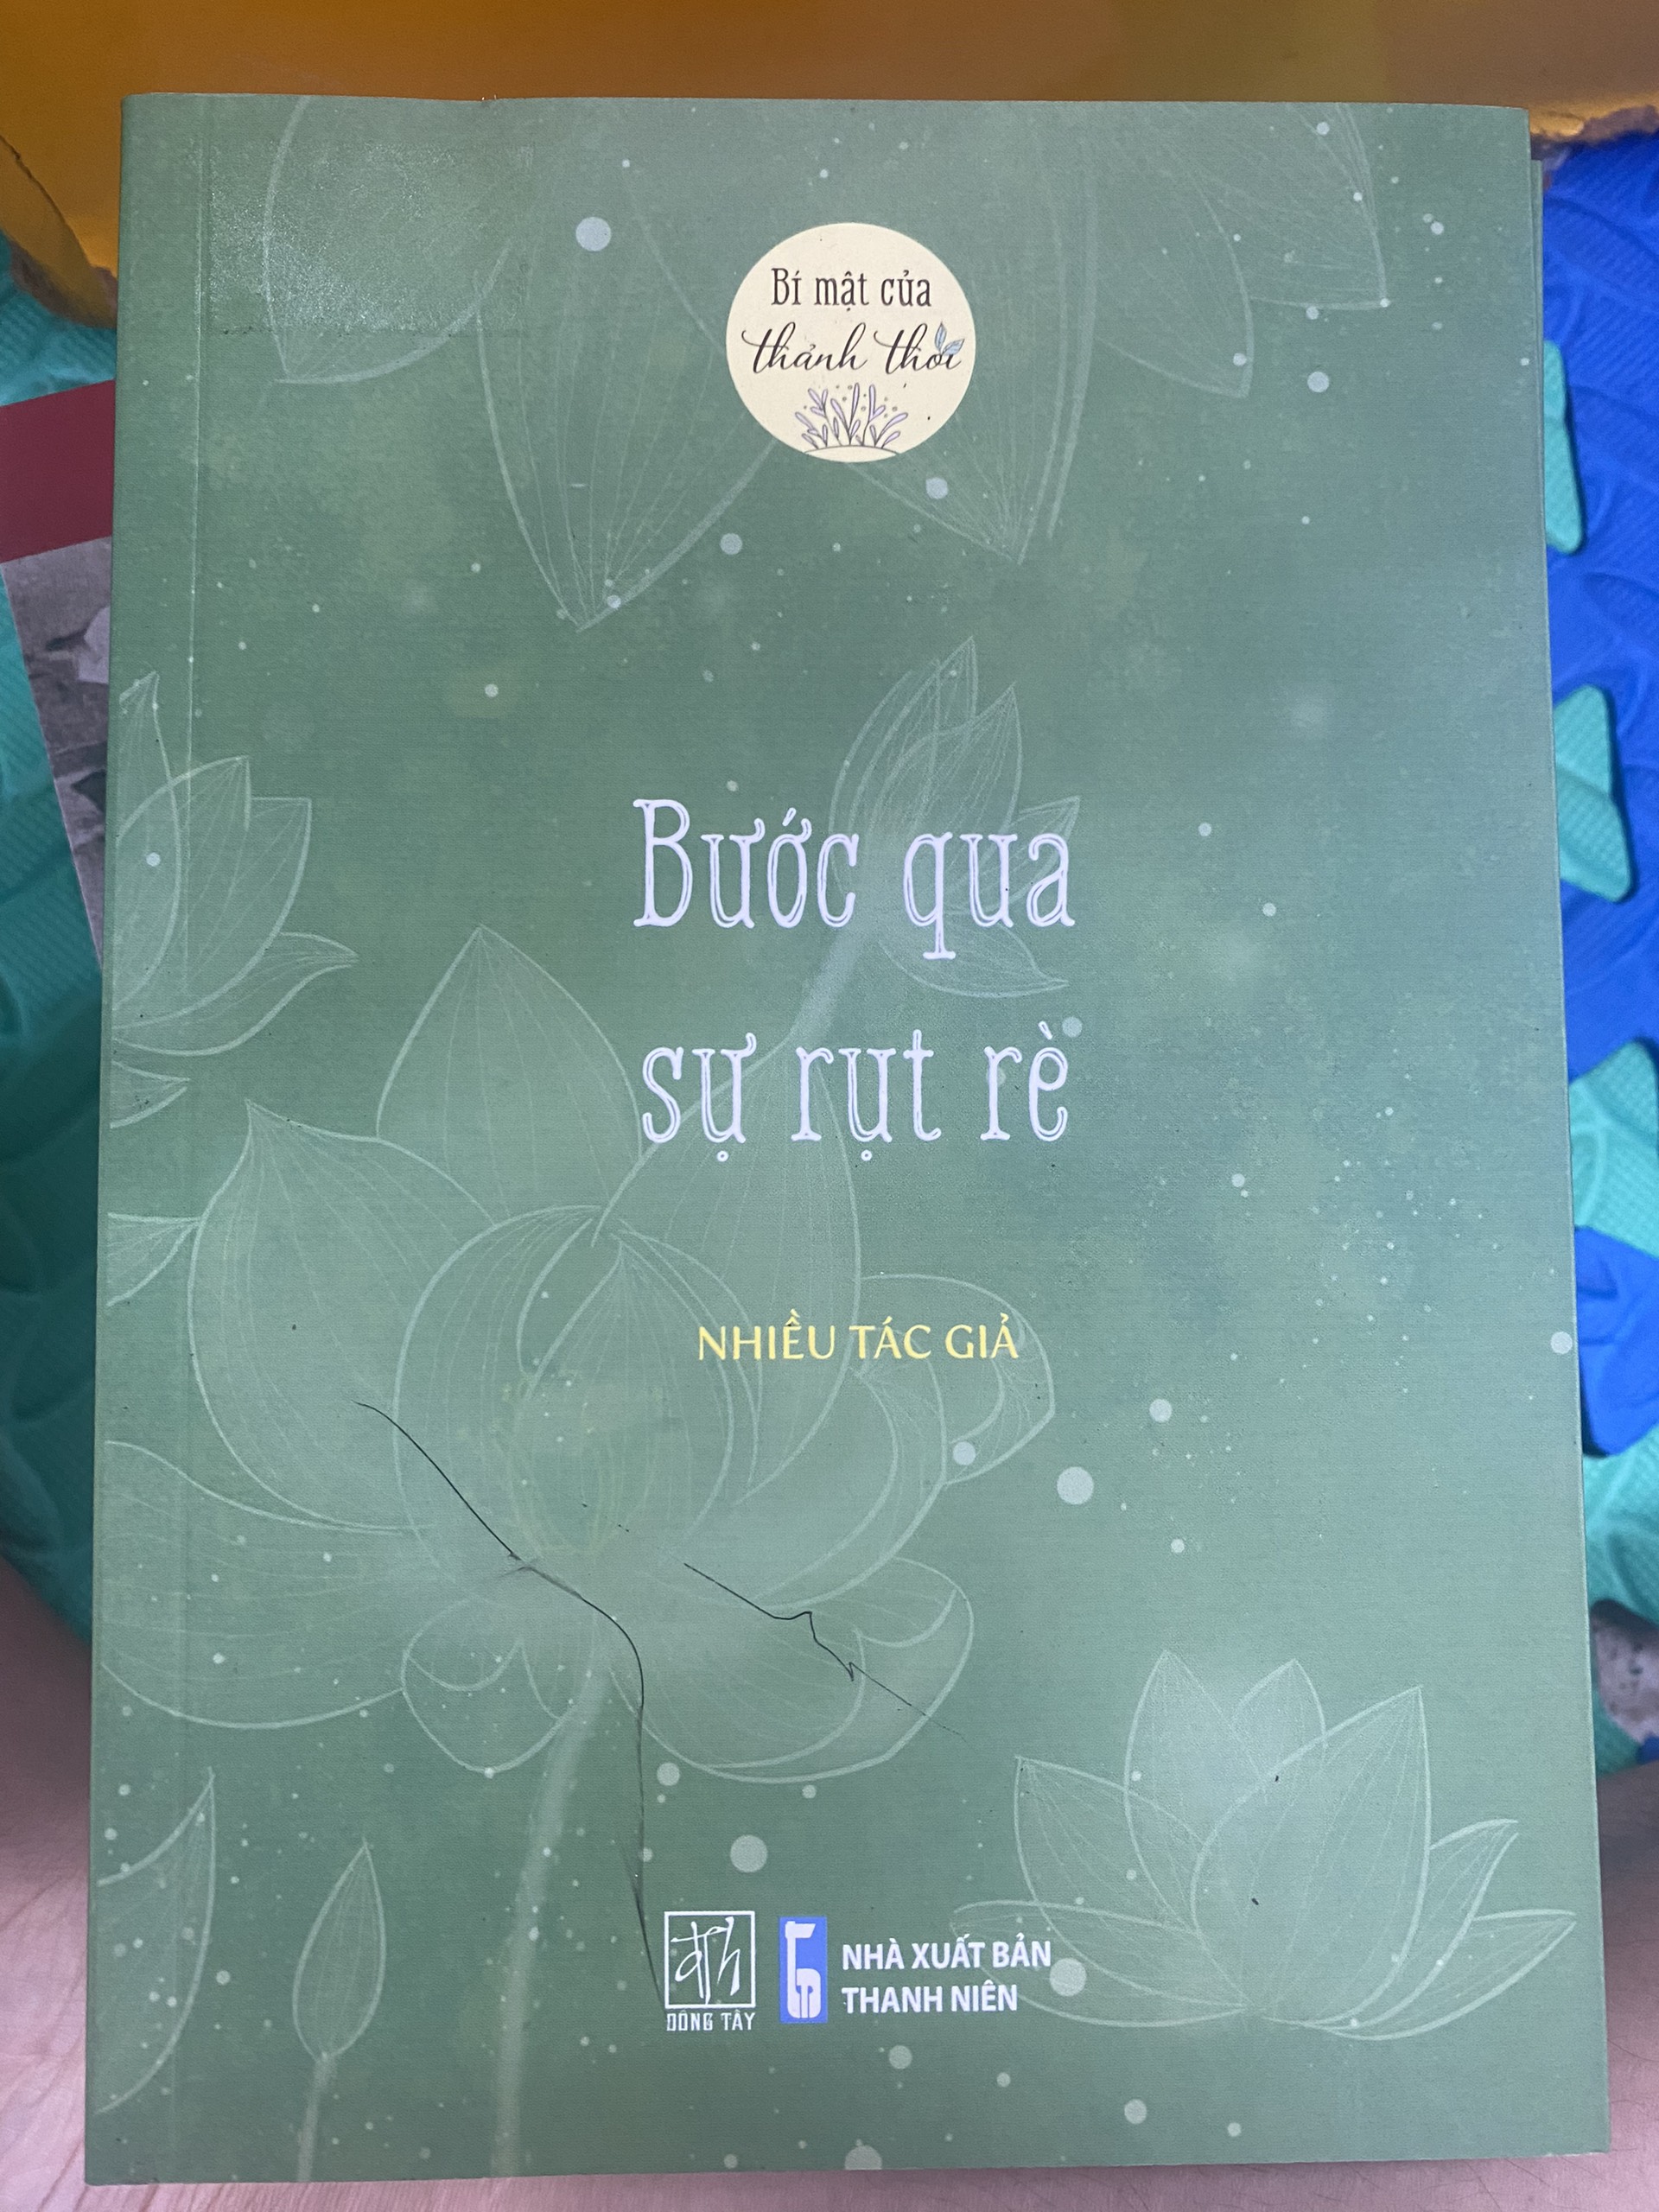 Bí mật của
thảnh thơi
Bước qua
sự rụt rè
NHIỀU TÁC GIẢ
ĐÔNG TÂY
NHÀ XUẤT BẢN
THANH NIÊN